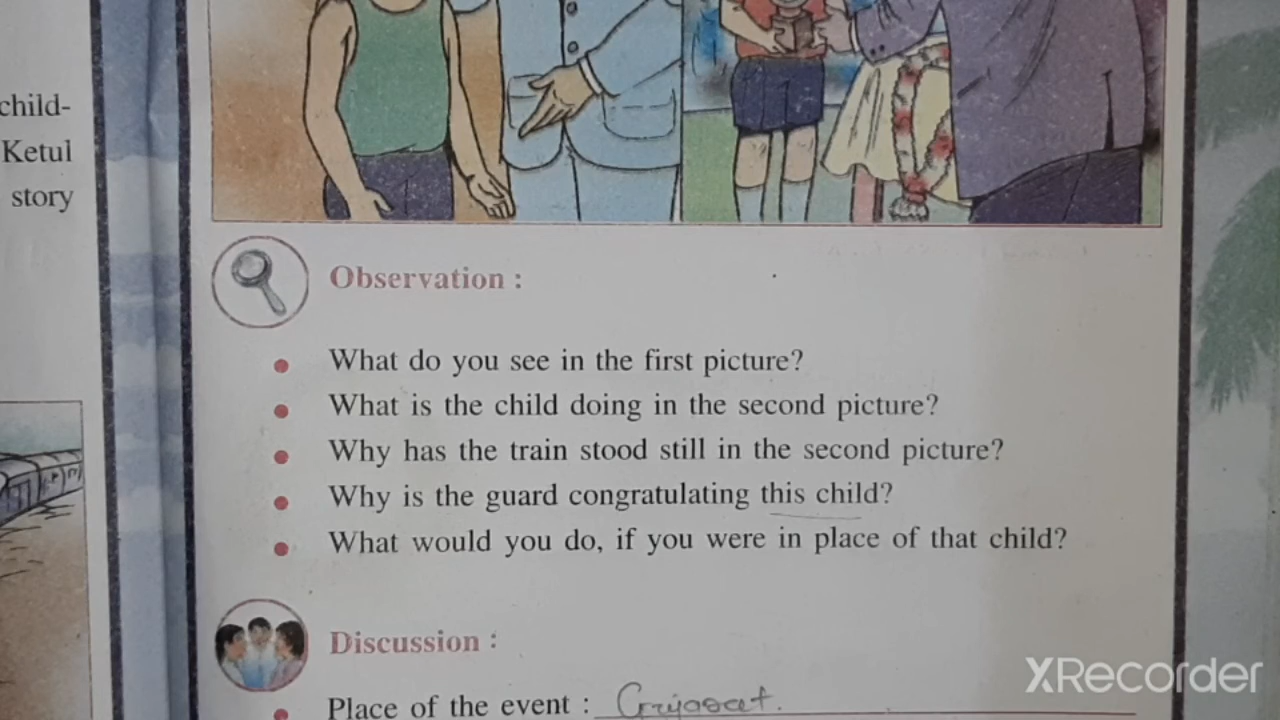 child-
Ketul
story
Observation :
What do you see in the first picture?
What is the child doing in the second picture?
Why has the train stood still in the second picture?
Why is the guard congratulating this child?
What would you do, if you were in place of that child?
Discussion :
Place of the event :
XRecorder